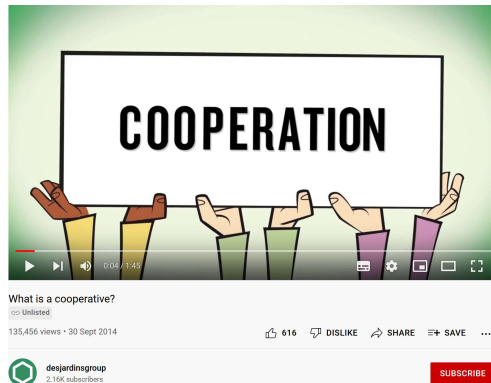 COOPERATION
0:04 / 1:45
What is a cooperative?
Unlisted
135,456 views • 30 Sept 2014
616 DISLIKE SHARE SAVE ...
desjardinsgroup
2.16K subscribers
SUBSCRIBE